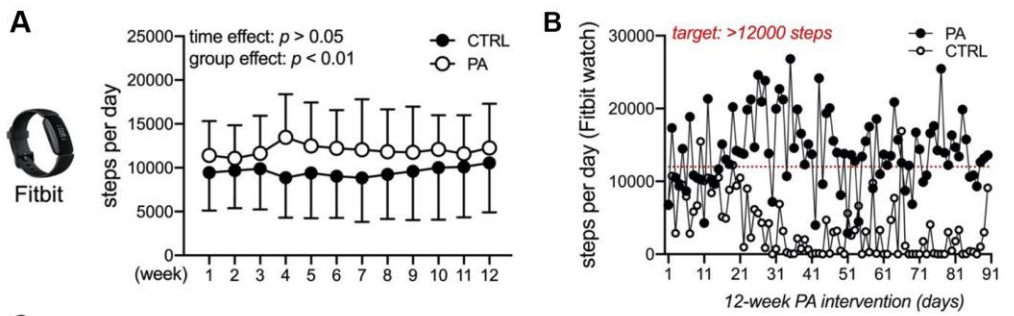 A
25000
20000
15000
10000
5000
0
steps per day
time effect: p > 0.05
group effect: p < 0.01
CTRL
PA
Fitbit
(week) 1 2 3 4 5 6 7 8 9 10 11 12
B
30000
20000
10000
0
steps per day (Fitbit watch)
target: >12000 steps
PA
CTRL
1 11 21 31 41 51 61 71 81 91
12-week PA intervention (days)